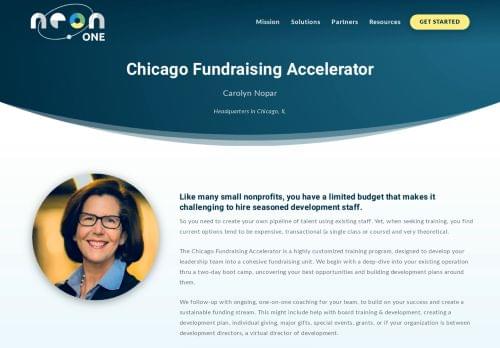 neon
ONE
Mission Solutions Partners Resources GET STARTED
Chicago Fundraising Accelerator
Carolyn Nopar
Headquarters in Chicago, IL
Like many small nonprofits, you have a limited budget that makes it
challenging to hire seasoned development staff.
So you need to create your own pipeline of talent using existing staff. Yet, when seeking training, you find
current options tend to be expensive, transactional (a single class or course) and very theoretical.
The Chicago Fundraising Accelerator is a highly customized training program, designed to develop your
leadership team into a cohesive fundraising unit. We begin with a deep-dive into your existing operation
thru a two-day boot camp, uncovering your best opportunities and building development plans around
them.
We follow-up with ongoing, one-on-one coaching for your team, to build on your success and create a
sustainable funding stream. This might include help with board training & development, creating a
development plan, individual giving, major gifts, special events, grants, or if your organization is between
development directors, a virtual director of development.